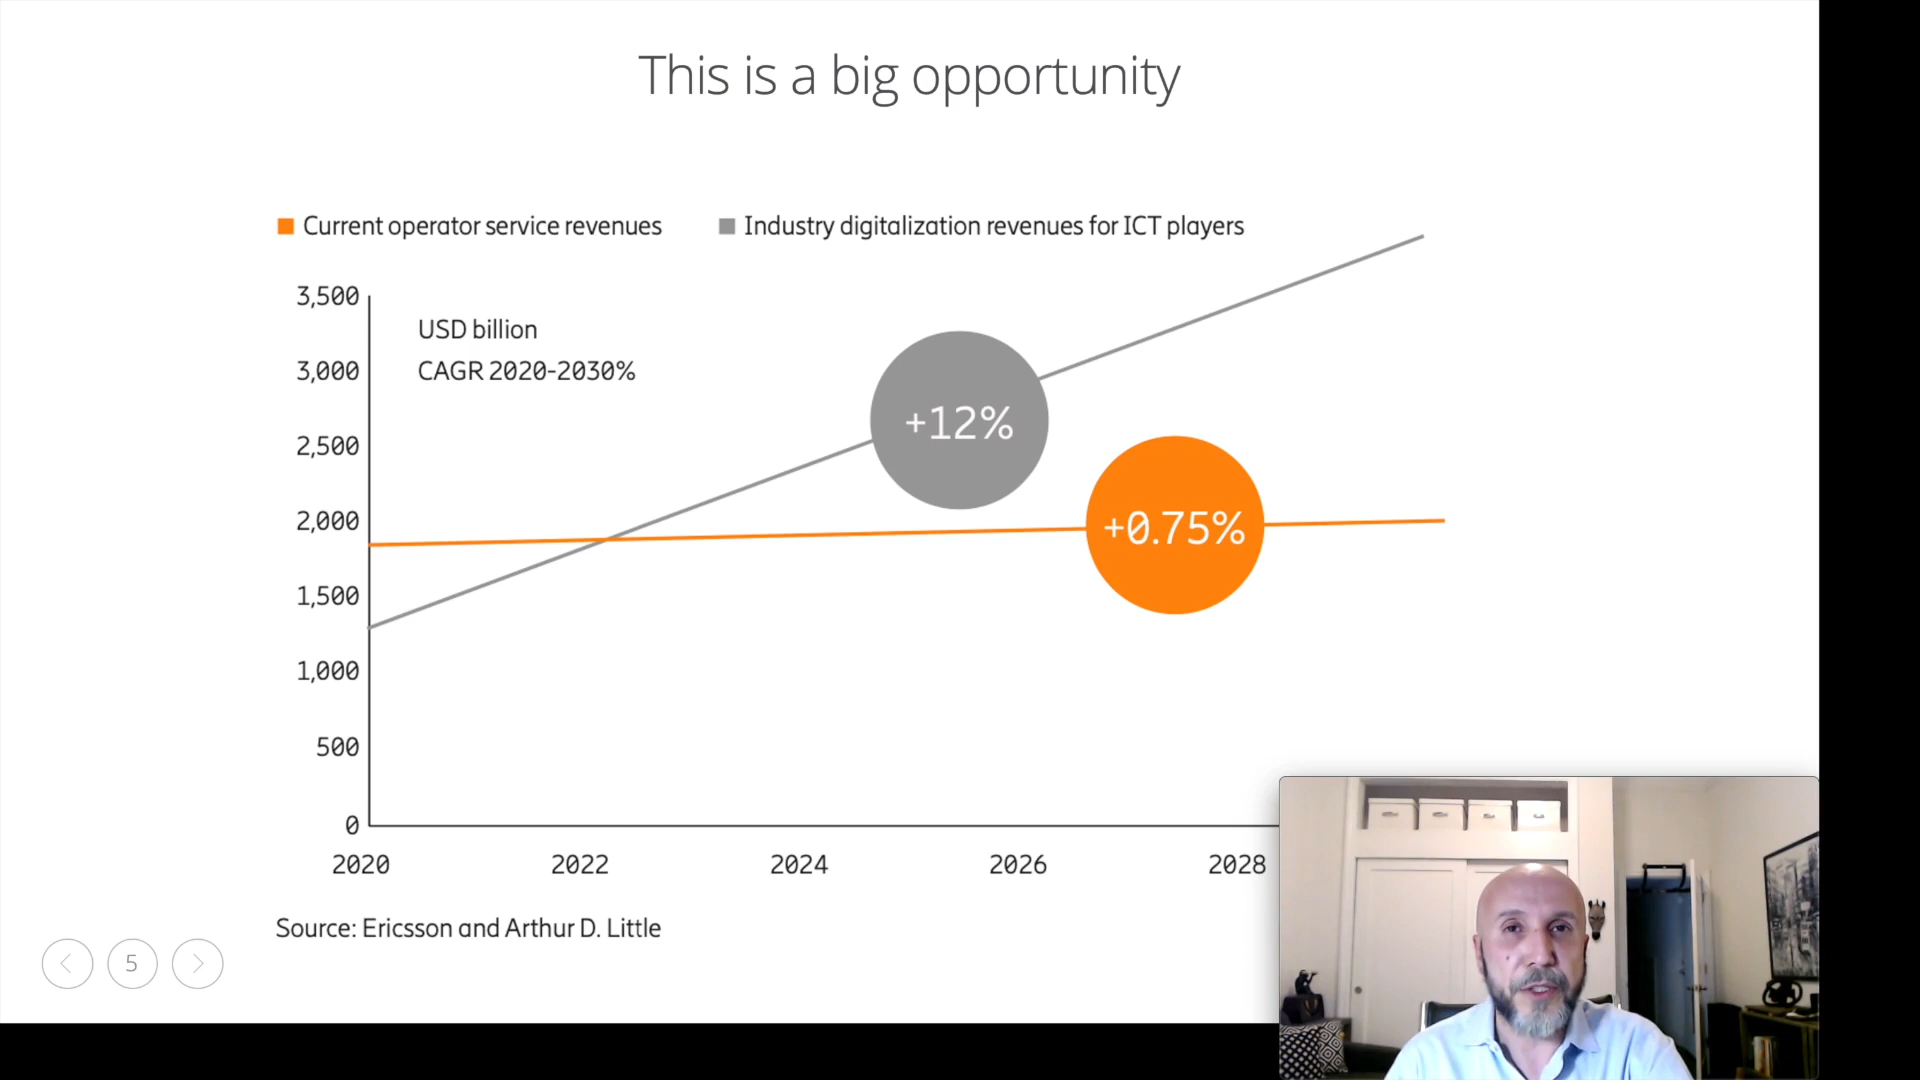 This is a big opportunity
Current operator service revenues
Industry digitalization revenues for ICT players
3,500
USD billion
3,000
CAGR 2020-2030%
+12%
2,500
2,000
+0.75%
1,500
1,000
500
0
2020
2022
2024
2026
2028
Source: Ericsson and Arthur D. Little
5